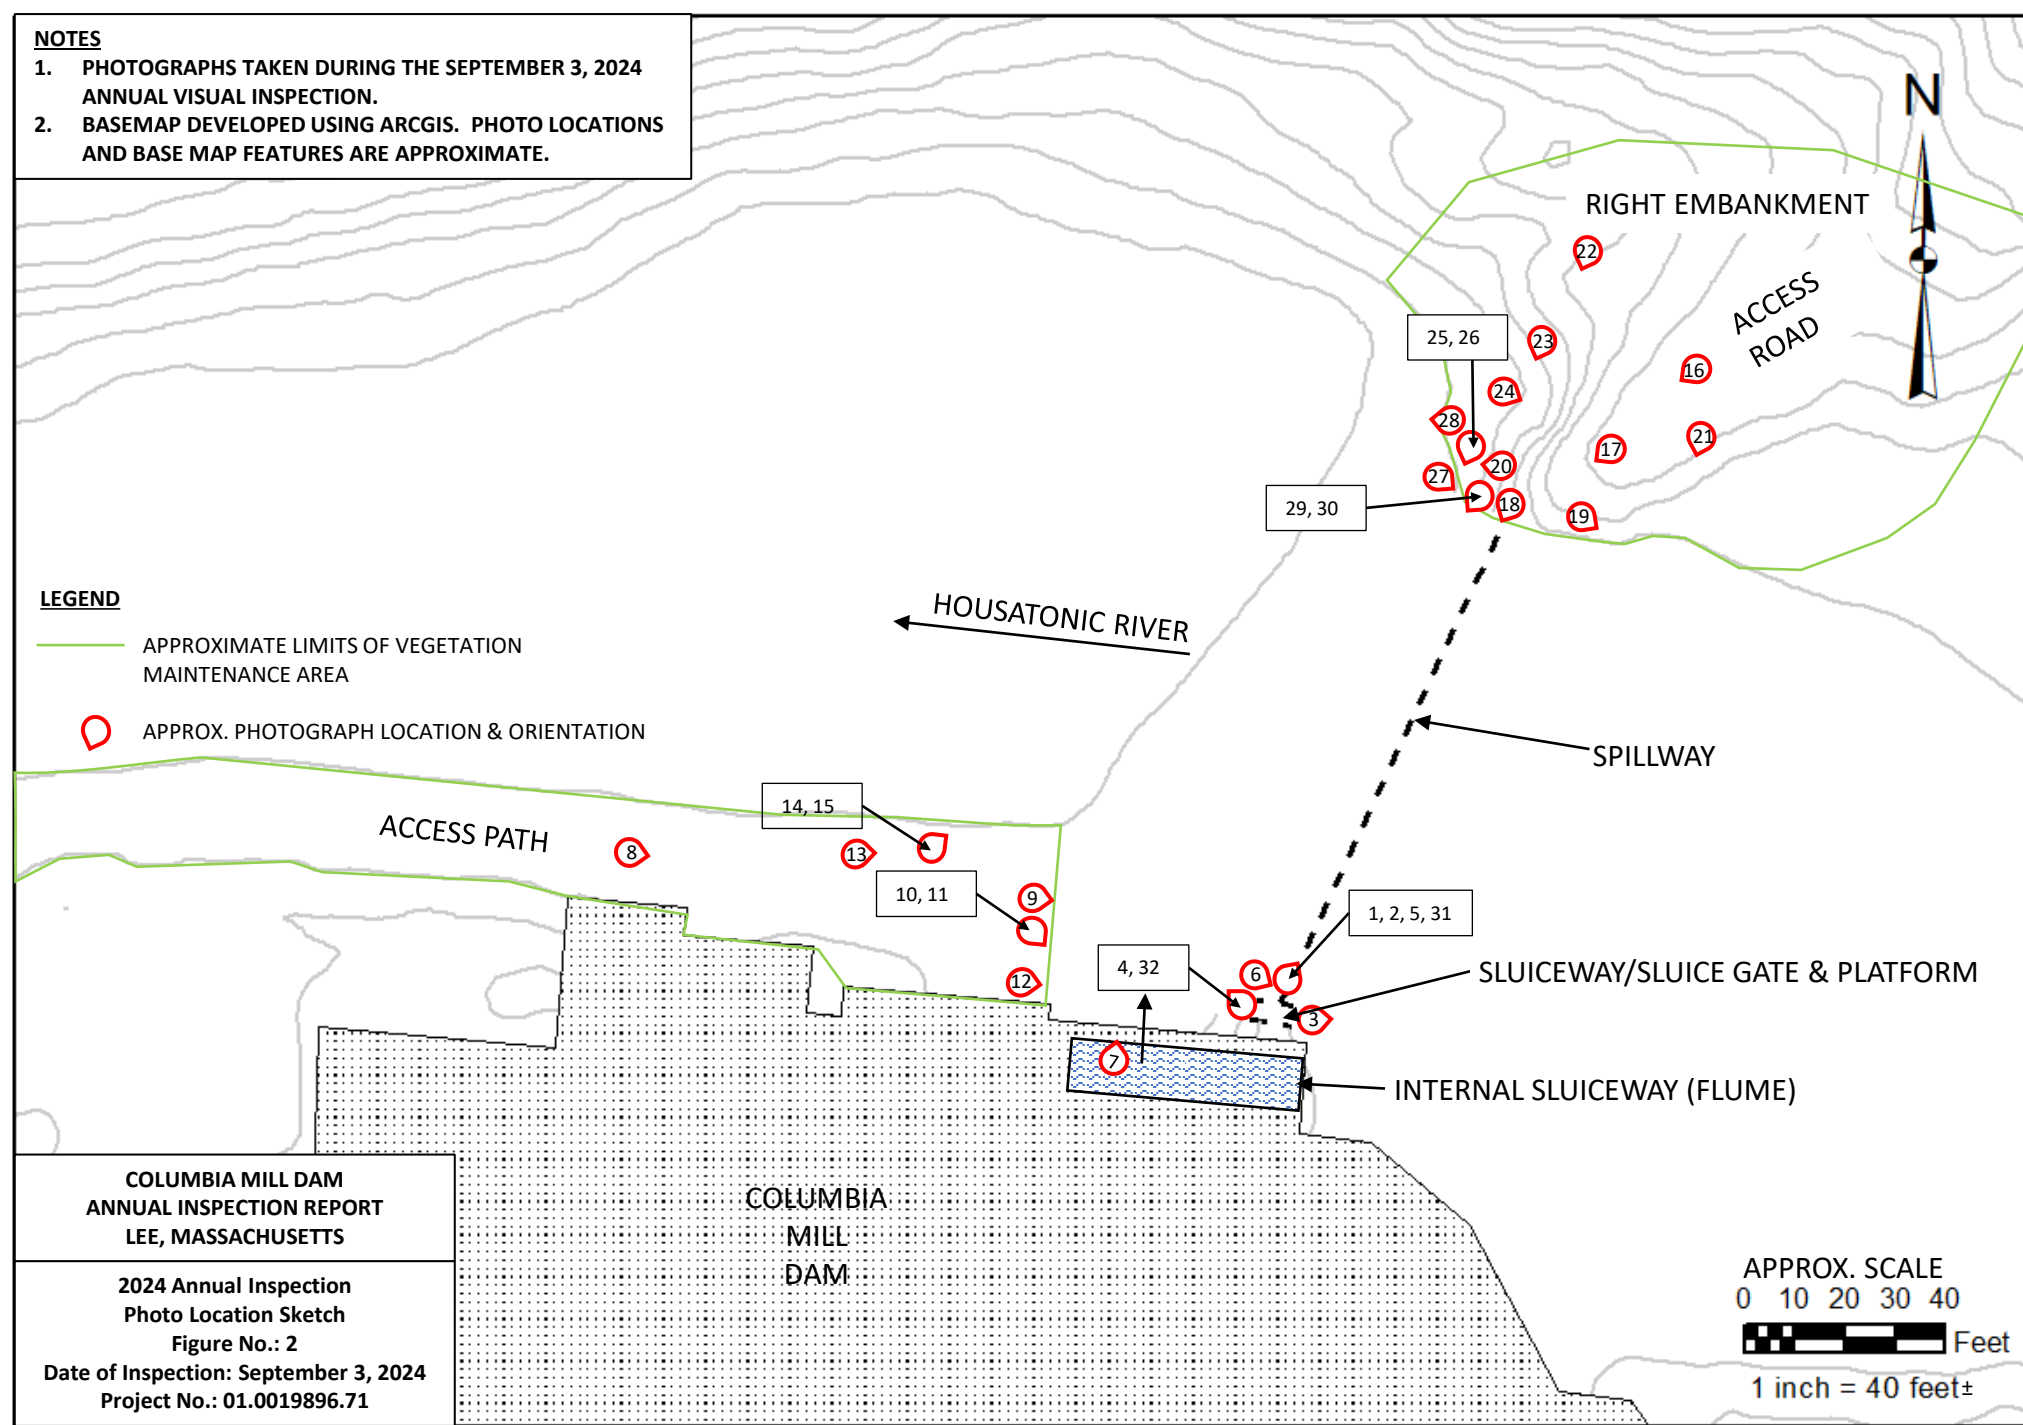 NOTES
1. PHOTOGRAPHS TAKEN DURING THE SEPTEMBER 3, 2024
ANNUAL VISUAL INSPECTION.
2. BASEMAP DEVELOPED USING ARCGIS. PHOTO LOCATIONS
AND BASE MAP FEATURES ARE APPROXIMATE.
N
RIGHT EMBANKMENT
22
ACCESS
ROAD
25, 26
23
16
24
28
21
17
20
27
29, 30
18
19
HOUSATONIC RIVER
LEGEND
APPROXIMATE LIMITS OF VEGETATION
MAINTENANCE AREA
APPROX. PHOTOGRAPH LOCATION & ORIENTATION
SPILLWAY
14, 15
ACCESS PATH
8
13
10, 11
9
1, 2, 5, 31
4, 32
6
12
SLUICEWAY/SLUICE GATE & PLATFORM
3
7
INTERNAL SLUICEWAY (FLUME)
COLUMBIA MILL DAM
ANNUAL INSPECTION REPORT
LEE, MASSACHUSETTS
COLUMBIA
MILL
DAM
2024 Annual Inspection
Photo Location Sketch
Figure No.: 2
Date of Inspection: September 3, 2024
Project No.: 01.0019896.71
APPROX. SCALE
0 10 20 30 40
Feet
1 inch = 40 feet±